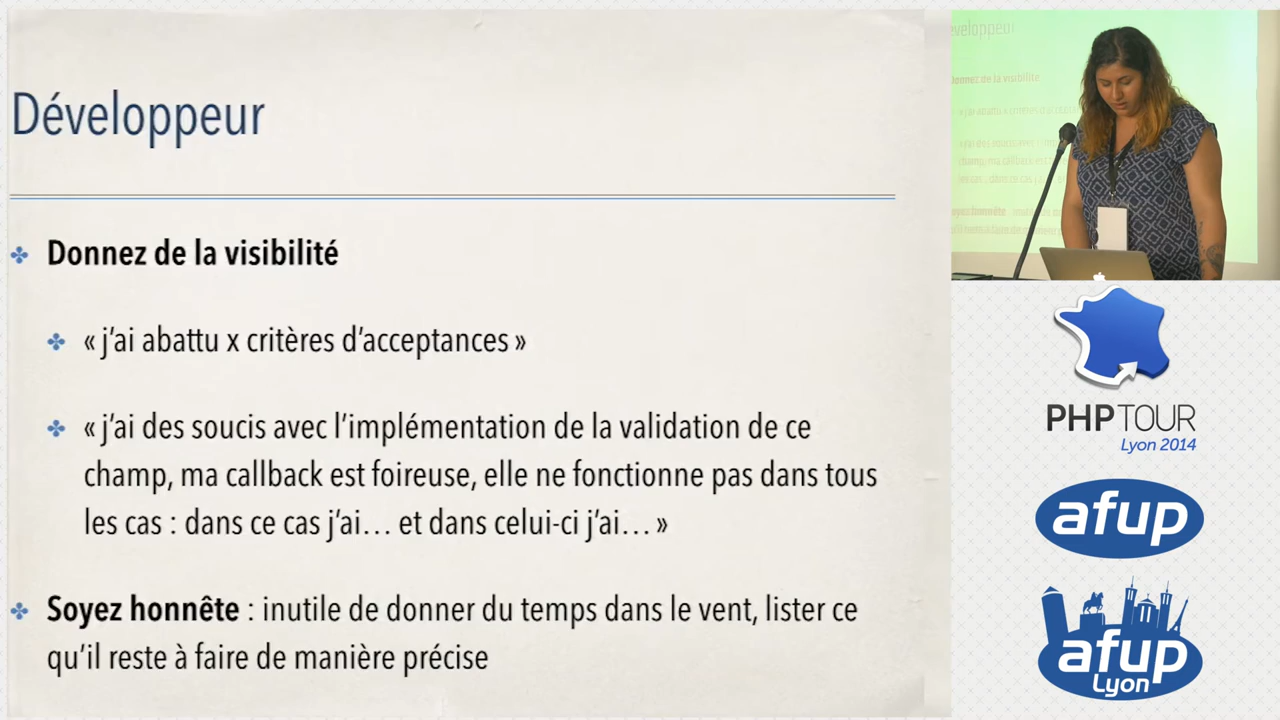 Développeur
Donnez de la visibilité
« j'ai abattu x critères d'acceptances »
« j'ai des soucis avec l'implémentation de la validation de ce
champ, ma callback est foireuse, elle ne fonctionne pas dans tous
les cas : dans ce cas j'ai… et dans celui-ci j'ai… »
Soyez honnête : inutile de donner du temps dans le vent, lister ce
qu'il reste à faire de manière précise
PHP TOUR
Lyon 2014
afup
afup
Lyon